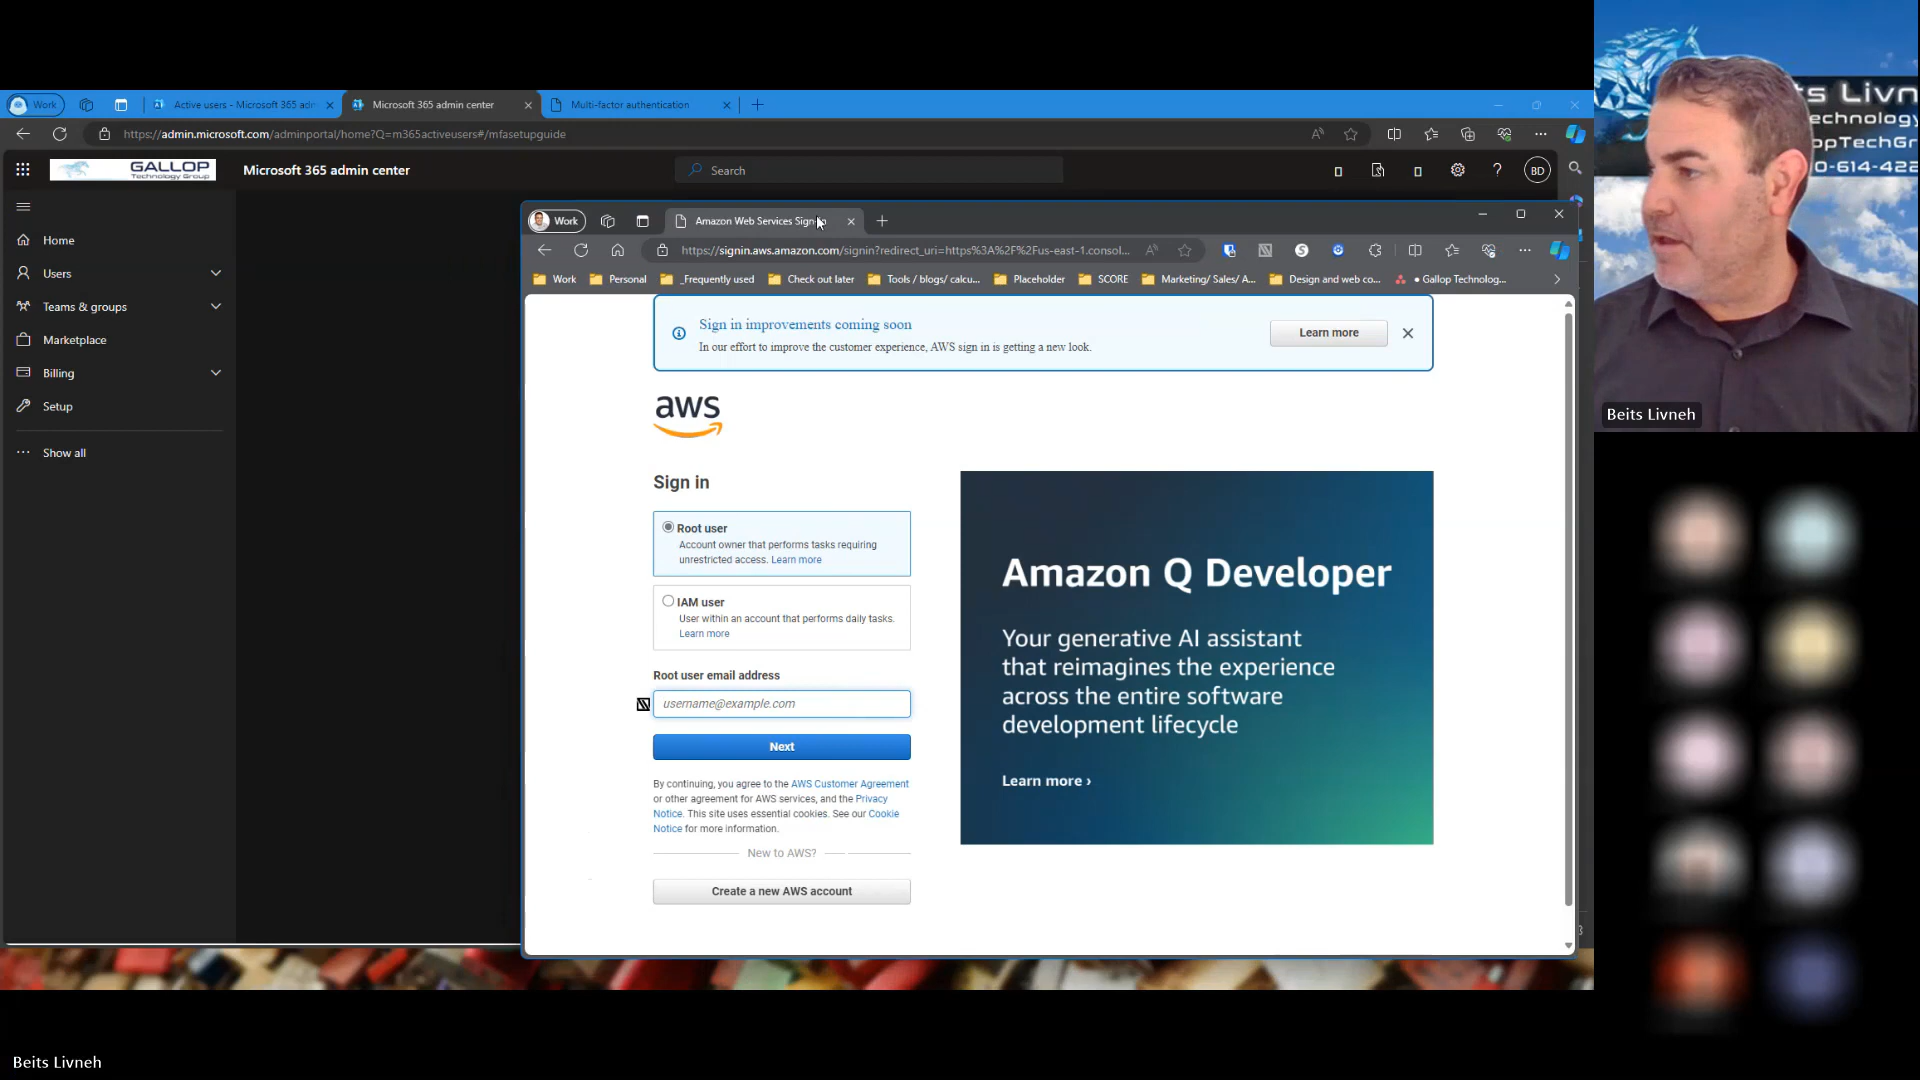 Work
Active users - Microsoft 365 adm
Microsoft 365 admin center
Multi-factor authentication
https://admin.microsoft.com/adminportal/home?Q=m365activeusers#/mfasetupguide
GALLOP
Technology Group
Microsoft 365 admin center
Search
BD
Home
Users
Teams & groups
Marketplace
Billing
Setup
Show all
Work
Amazon Web Services Sign-In
https://signin.aws.amazon.com/signin?redirect_uri=https%3A%2F%2Fus-east-1.consol...
Work
Personal
_Frequently used
Check out later
Tools / blogs/ calcu...
Placeholder
SCORE
Marketing/ Sales/ A...
Design and web co...
• Gallop Technolog...
Sign in improvements coming soon
In our effort to improve the customer experience, AWS sign in is getting a new look.
Learn more
aws
Sign in
Root user
Account owner that performs tasks requiring
unrestricted access. Learn more
IAM user
User within an account that performs daily tasks.
Learn more
Root user email address
username@example.com
Next
By continuing, you agree to the AWS Customer Agreement
or other agreement for AWS services, and the Privacy
Notice. This site uses essential cookies. See our Cookie
Notice for more information.
New to AWS?
Create a new AWS account
Amazon Q Developer
Your generative AI assistant
that reimagines the experience
across the entire software
development lifecycle
Learn more ›
ts Livn
echnology
opTechGr
0-614-422
Beits Livneh
Beits Livneh